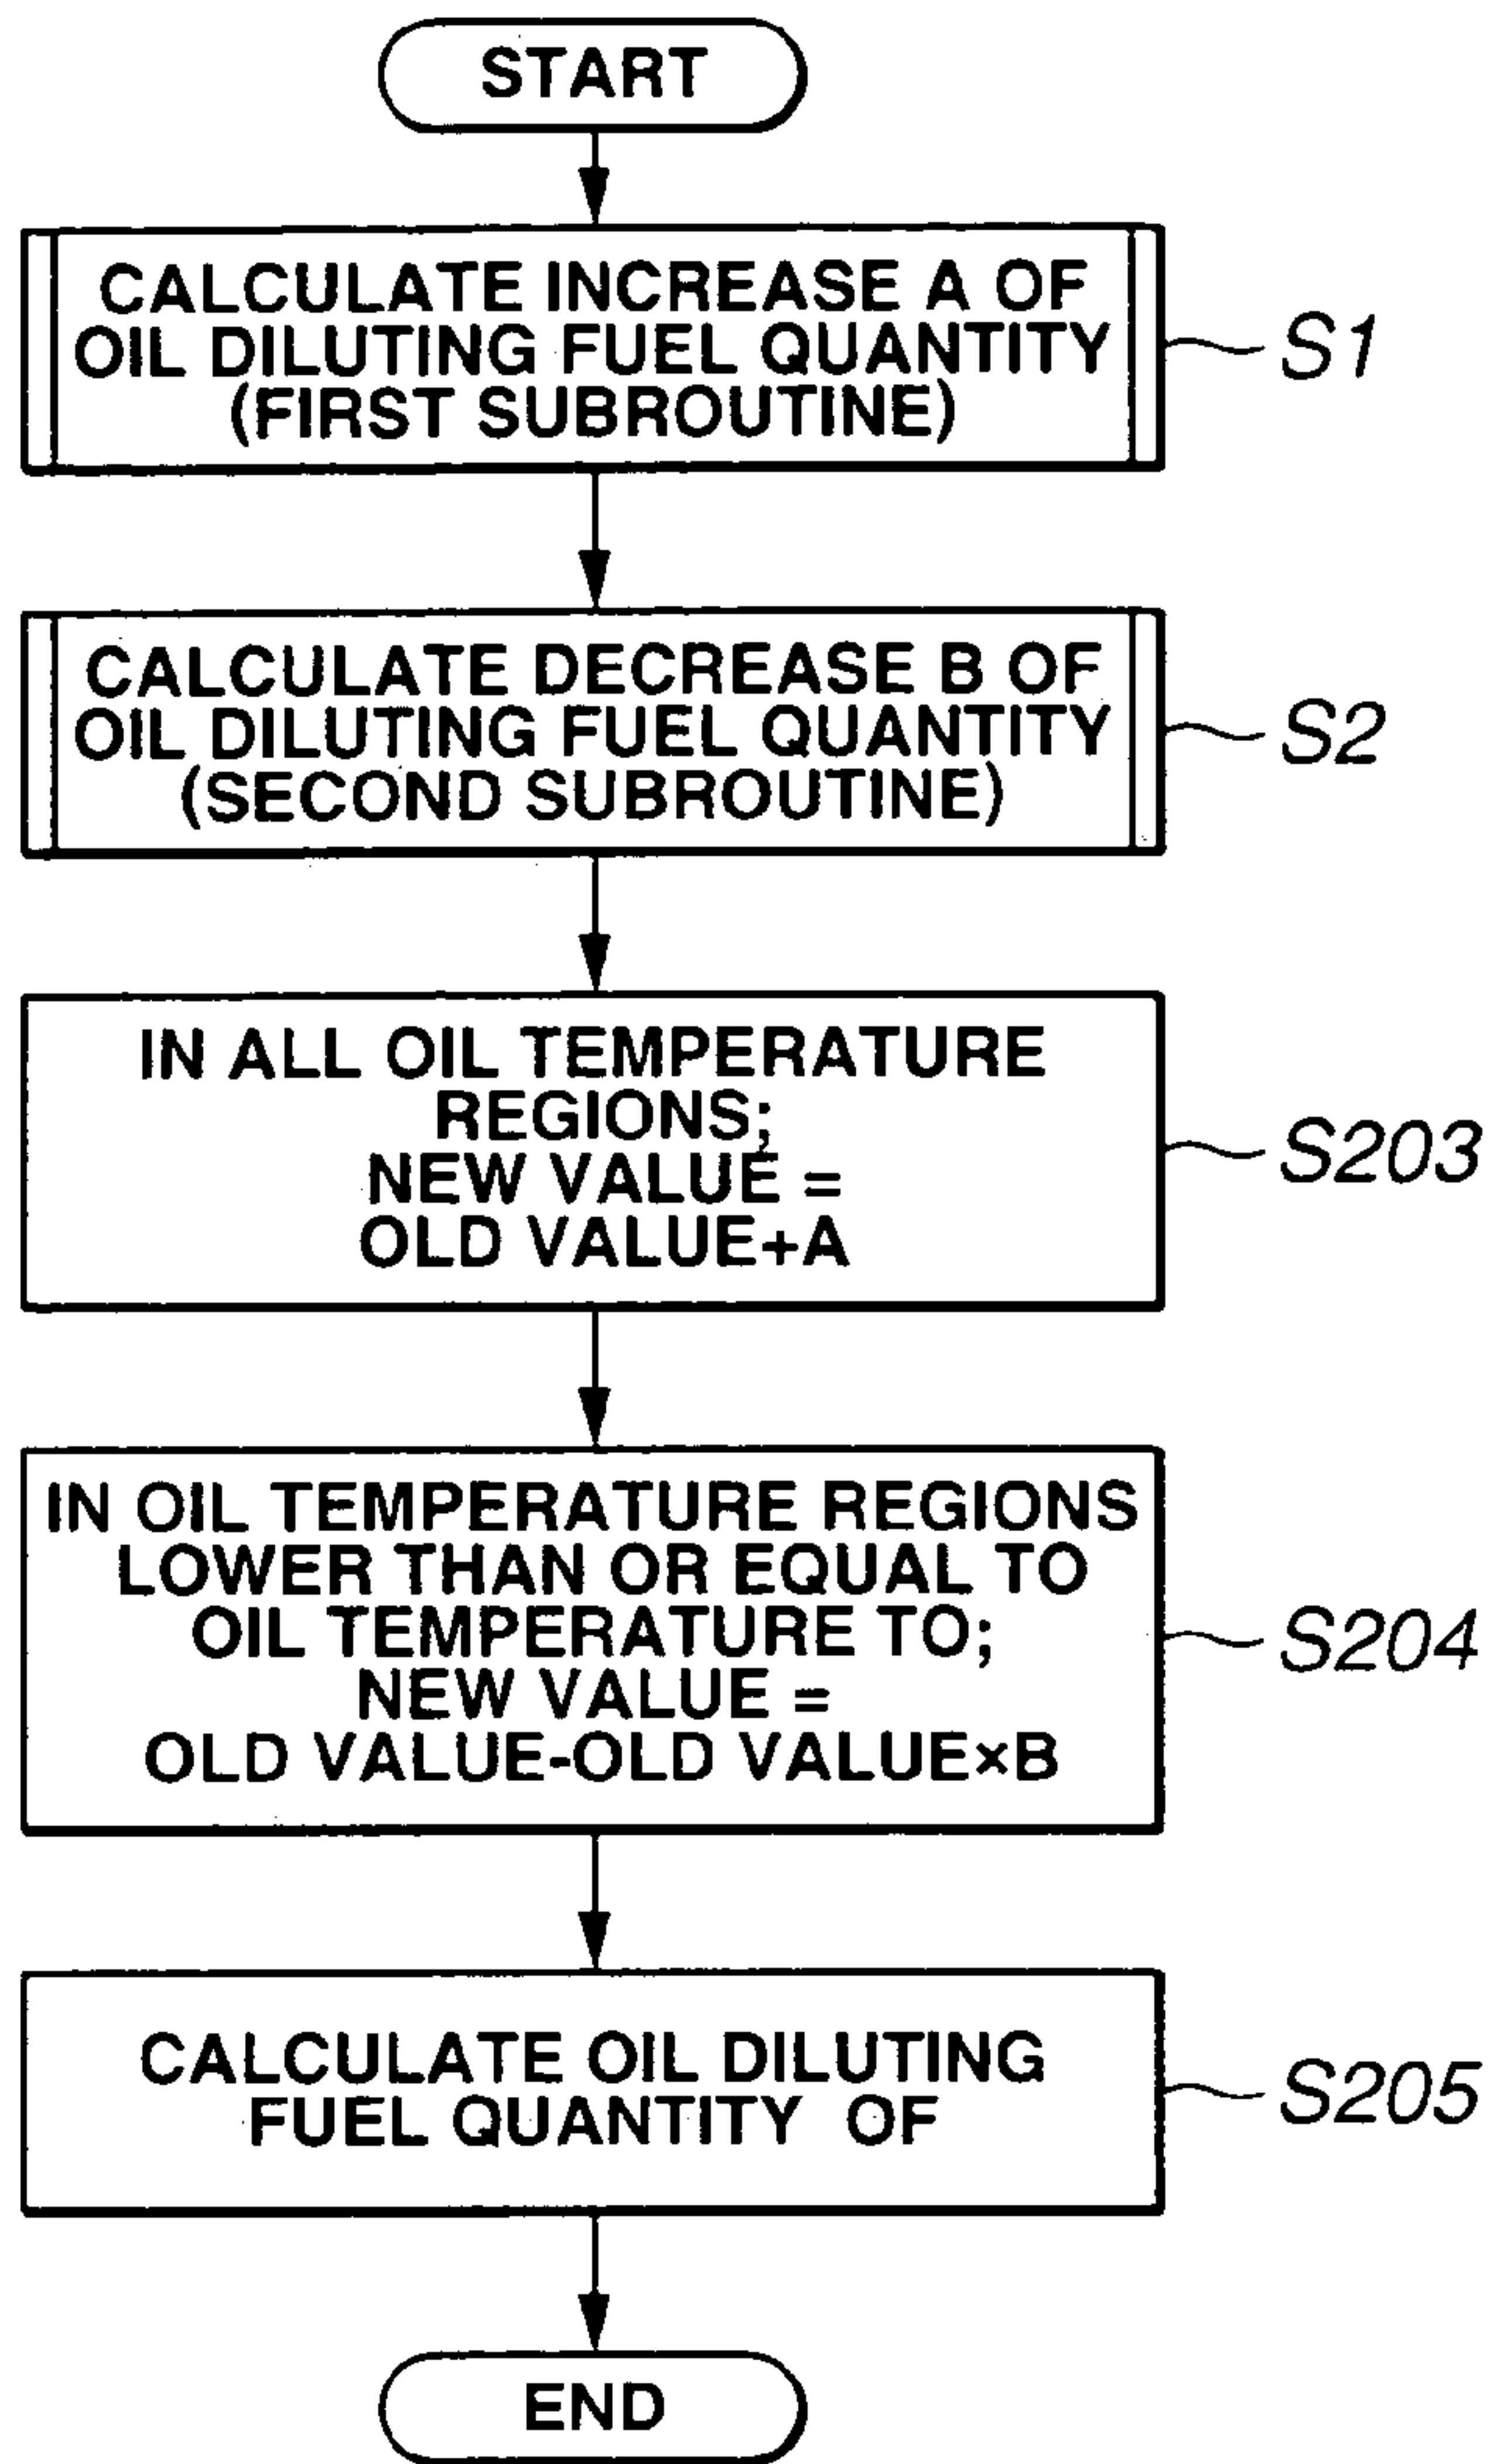 START
CALCULATE INCREASE A OF
OIL DILUTING FUEL QUANTITY
(FIRST SUBROUTINE)
S1
CALCULATE DECREASE B OF
OIL DILUTING FUEL QUANTITY
(SECOND SUBROUTINE)
S2
IN ALL OIL TEMPERATURE
REGIONS;
NEW VALUE =
OLD VALUE+A
S203
IN OIL TEMPERATURE REGIONS
LOWER THAN OR EQUAL TO
OIL TEMPERATURE TO;
NEW VALUE =
OLD VALUE-OLD VALUE×B
S204
CALCULATE OIL DILUTING
FUEL QUANTITY OF
S205
END